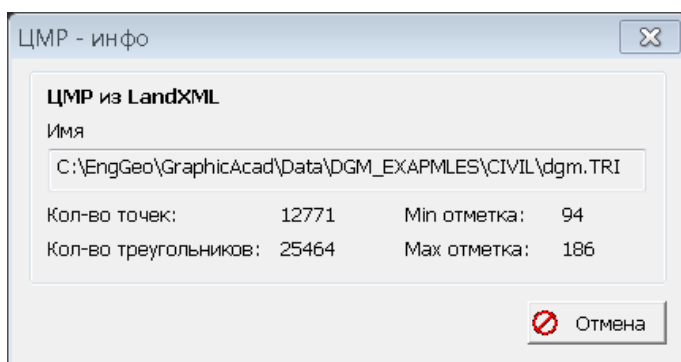 ЦМР - инфо
ЦМР из LandXML
Имя
C:\EngGeo\GraphicAcad\Data\DGM_EXAPMLES\CIVIL\dgm.TRI
Кол-во точек: 12771 Min отметка: 94
Кол-во треугольников: 25464 Max отметка: 186
Отмена